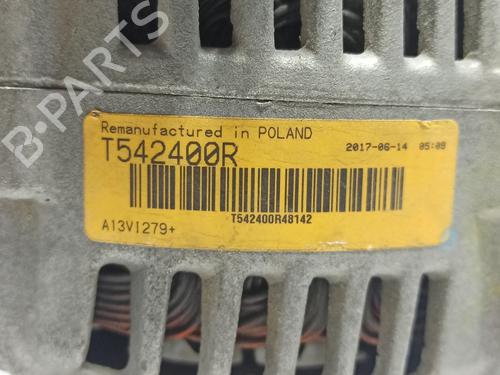 Remanufactured in POLAND
T542400R
2017-06-14 05:09
T542400R48142
A13VI279+
B-PARTS